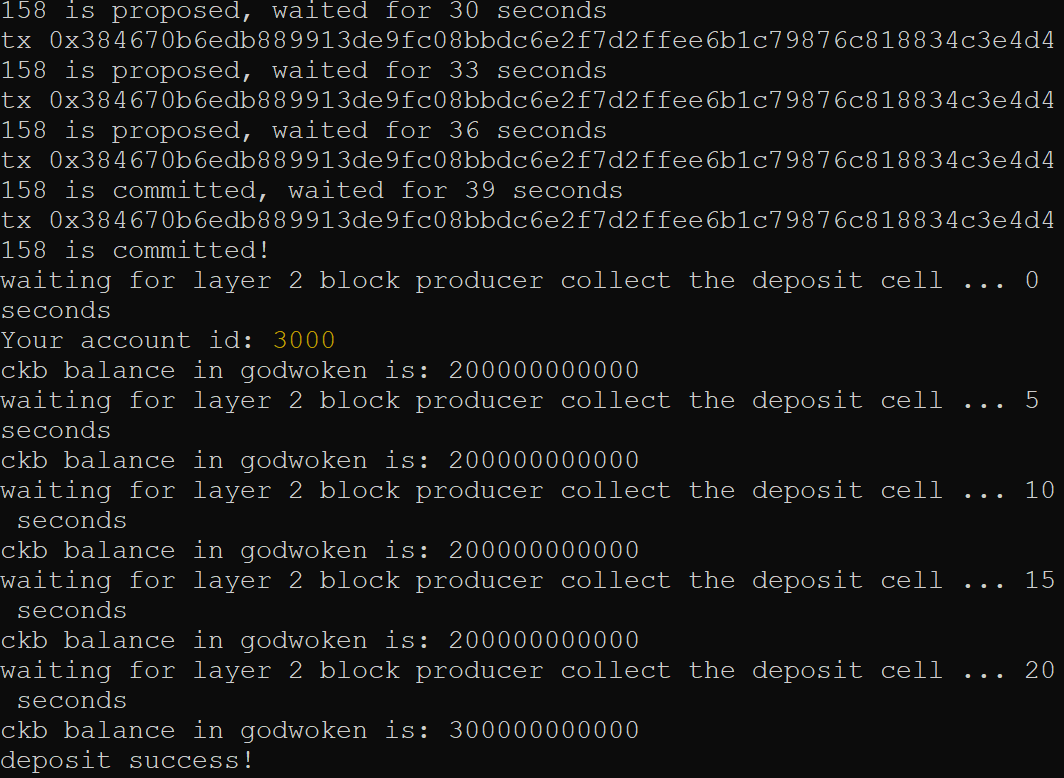 158 is proposed, waited for 30 seconds
tx 0x384670b6edb889913de9fc08bbdc6e2f7d2ffee6b1c79876c818834c3e4d4
158 is proposed, waited for 33 seconds
tx 0x384670b6edb889913de9fc08bbdc6e2f7d2ffee6b1c79876c818834c3e4d4
158 is proposed, waited for 36 seconds
tx 0x384670b6edb889913de9fc08bbdc6e2f7d2ffee6b1c79876c818834c3e4d4
158 is committed, waited for 39 seconds
tx 0x384670b6edb889913de9fc08bbdc6e2f7d2ffee6b1c79876c818834c3e4d4
158 is committed!
waiting for layer 2 block producer collect the deposit cell ... 0
seconds
Your account id: 3000
ckb balance in godwoken is: 200000000000
waiting for layer 2 block producer collect the deposit cell ... 5
seconds
ckb balance in godwoken is: 200000000000
waiting for layer 2 block producer collect the deposit cell ... 10
 seconds
ckb balance in godwoken is: 200000000000
waiting for layer 2 block producer collect the deposit cell ... 15
 seconds
ckb balance in godwoken is: 200000000000
waiting for layer 2 block producer collect the deposit cell ... 20
 seconds
ckb balance in godwoken is: 300000000000
deposit success!